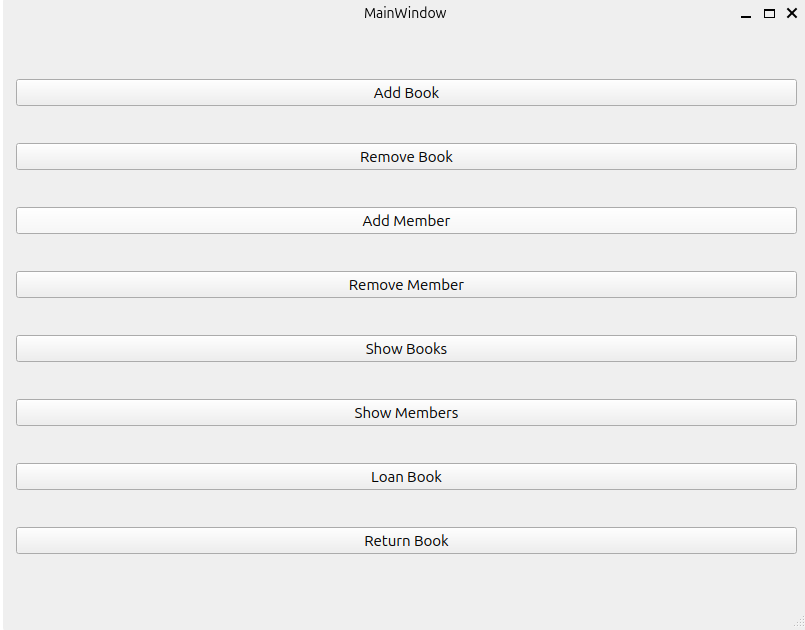 MainWindow
Add Book
Remove Book
Add Member
Remove Member
Show Books
Show Members
Loan Book
Return Book